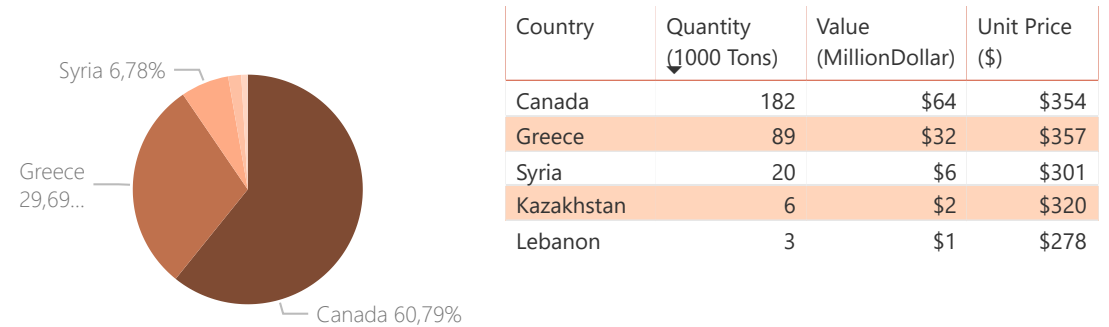 Syria 6,78%
Greece
29,69...
Canada 60,79%
Country Quantity (1000 Tons) Value (MillionDollar) Unit Price ($)
Canada 182 $64 $354
Greece 89 $32 $357
Syria 20 $6 $301
Kazakhstan 6 $2 $320
Lebanon 3 $1 $278